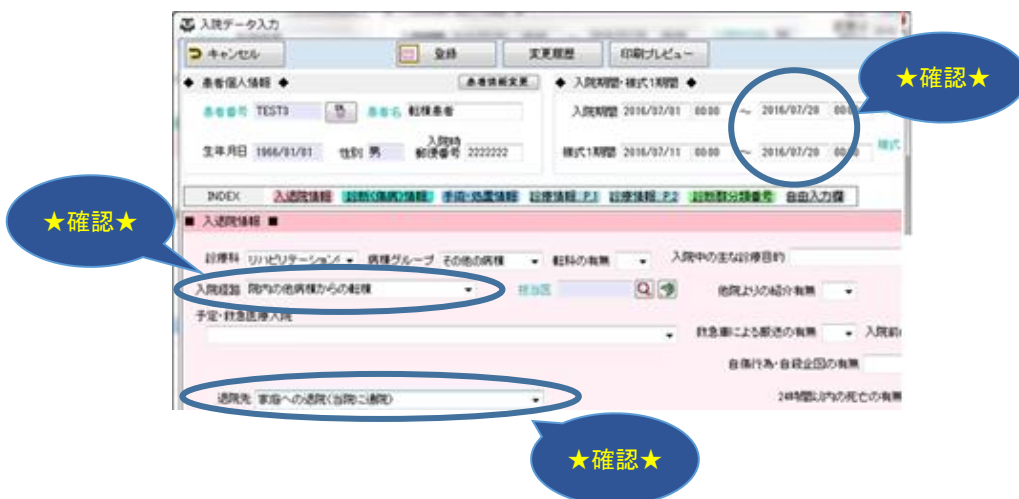 入院データ入力
キャンセル 登録 変更履歴 印刷プレビュー
◆ 患者個人情報 ◆ 患者情報変更 ◆ 入院期間・様式1期間 ◆
★確認★
患者番号 TEST3 患者名 転棟患者 入院期間 2016/07/01 00:00 ～ 2016/07/20
生年月日 1966/01/01 性別 男 入院時郵便番号 2222222 様式1期間 2016/07/11 00:00 ～ 2016/07/20 00:00 様式
INDEX 入退院情報 診断(傷病)情報 手術・処置情報 診療情報_P.1 診療情報_P.2 診断群分類番号 自由入力欄
★確認★
■ 入退院情報 ■
診療科 リハビリテーション 病棟グループ その他の病棟 転科の有無 入院中の主な診療目的
入院経路 院内の他病棟からの転棟 担当医 他院よりの紹介有無
予定・救急医療入院
救急車による搬送の有無 入院前
自傷行為・自殺企図の有無
退院先 家庭への退院(当院に通院) 24時間以内の死亡の有無
★確認★